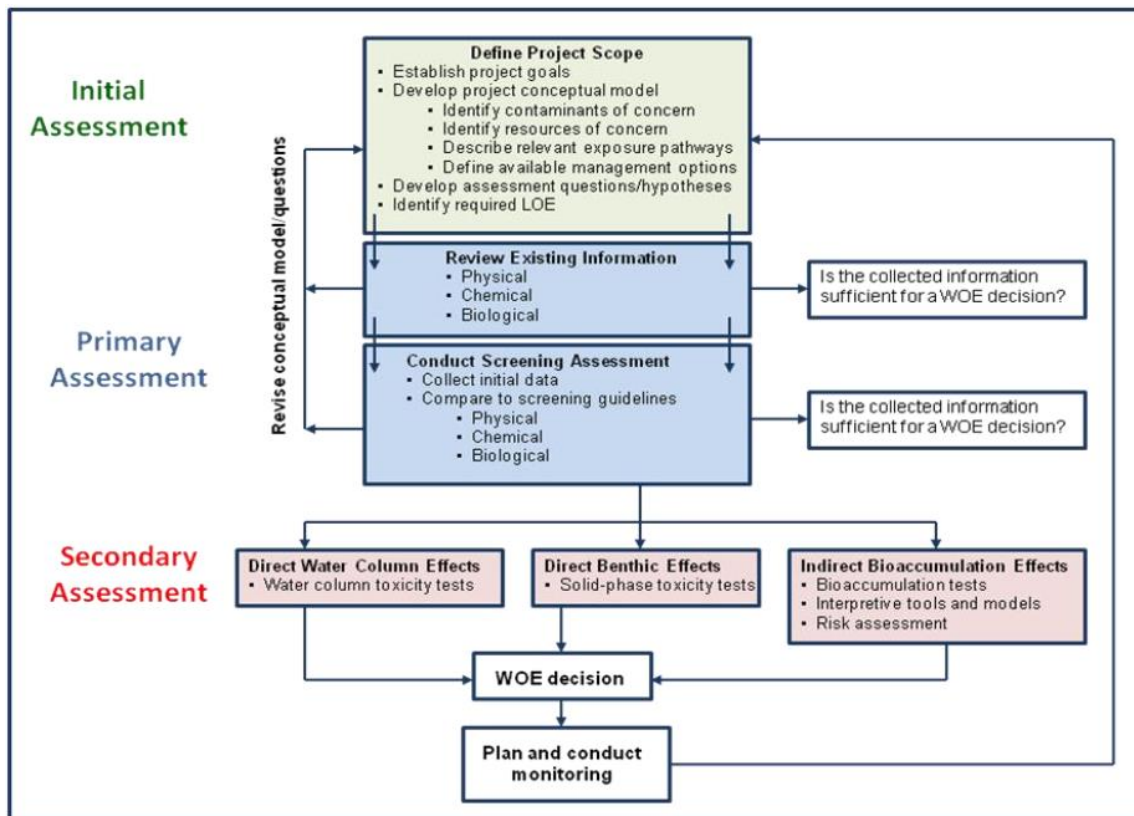 Initial
Assessment
Define Project Scope
▪ Establish project goals
▪ Develop project conceptual model
▪ Identify contaminants of concern
▪ Identify resources of concern
▪ Describe relevant exposure pathways
▪ Define available management options
▪ Develop assessment questions/hypotheses
▪ Identify required LOE
Revise conceptual model/questions
Primary
Assessment
Review Existing Information
▪ Physical
▪ Chemical
▪ Biological
Is the collected information
sufficient for a WOE decision?
Conduct Screening Assessment
▪ Collect initial data
▪ Compare to screening guidelines
▪ Physical
▪ Chemical
▪ Biological
Is the collected information
sufficient for a WOE decision?
Secondary
Assessment
Direct Water Column Effects
▪ Water column toxicity tests
Direct Benthic Effects
▪ Solid-phase toxicity tests
Indirect Bioaccumulation Effects
▪ Bioaccumulation tests
▪ Interpretive tools and models
▪ Risk assessment
WOE decision
Plan and conduct
monitoring